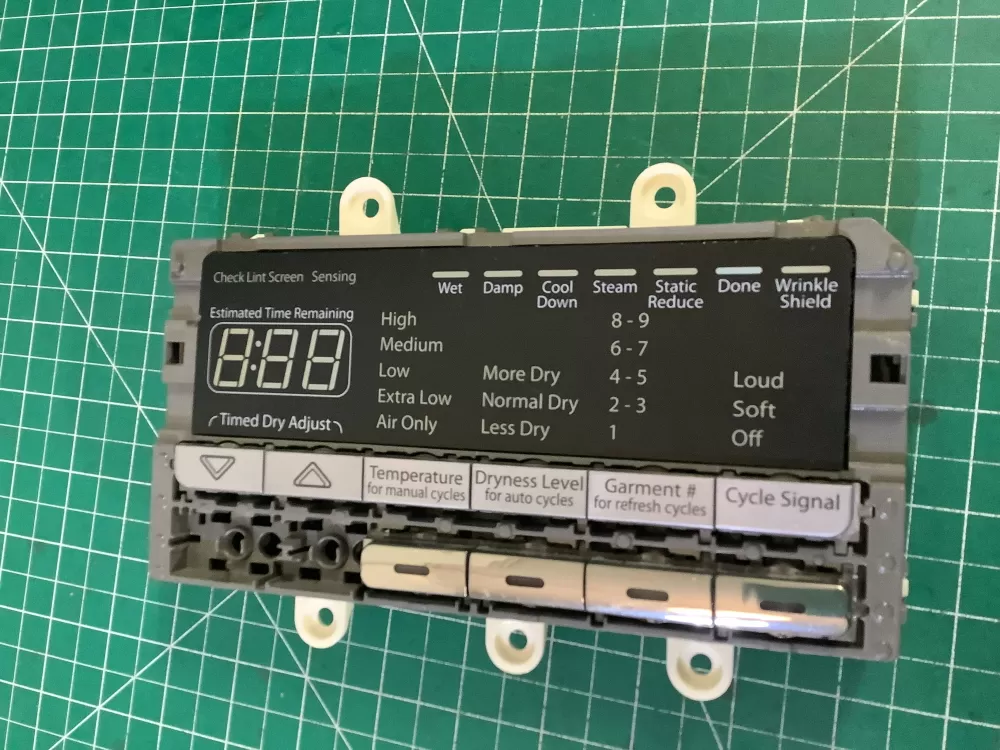 Check Lint Screen Sensing
Wet Damp Cool Down Steam Static Reduce Done Wrinkle Shield
Estimated Time Remaining
8:88
Timed Dry Adjust
High
Medium
Low
Extra Low
Air Only
More Dry
Normal Dry
Less Dry
8 - 9
6 - 7
4 - 5
2 - 3
1
Loud
Soft
Off
Temperature
for manual cycles
Dryness Level
for auto cycles
Garment #
for refresh cycles
Cycle Signal